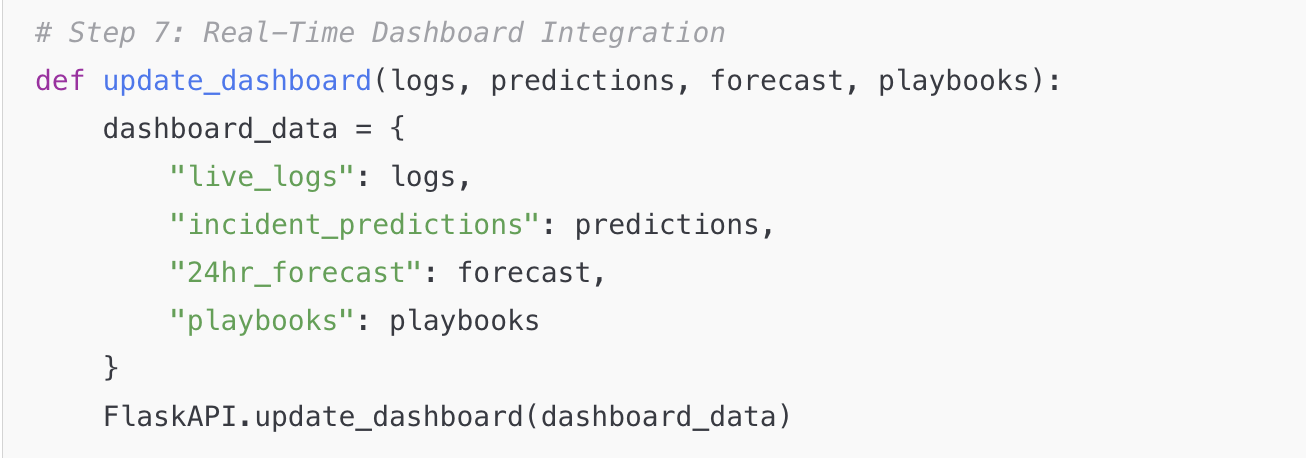 # Step 7: Real-Time Dashboard Integration
def update_dashboard(logs, predictions, forecast, playbooks):
    dashboard_data = {
        "live_logs": logs,
        "incident_predictions": predictions,
        "24hr_forecast": forecast,
        "playbooks": playbooks
    }
    FlaskAPI.update_dashboard(dashboard_data)